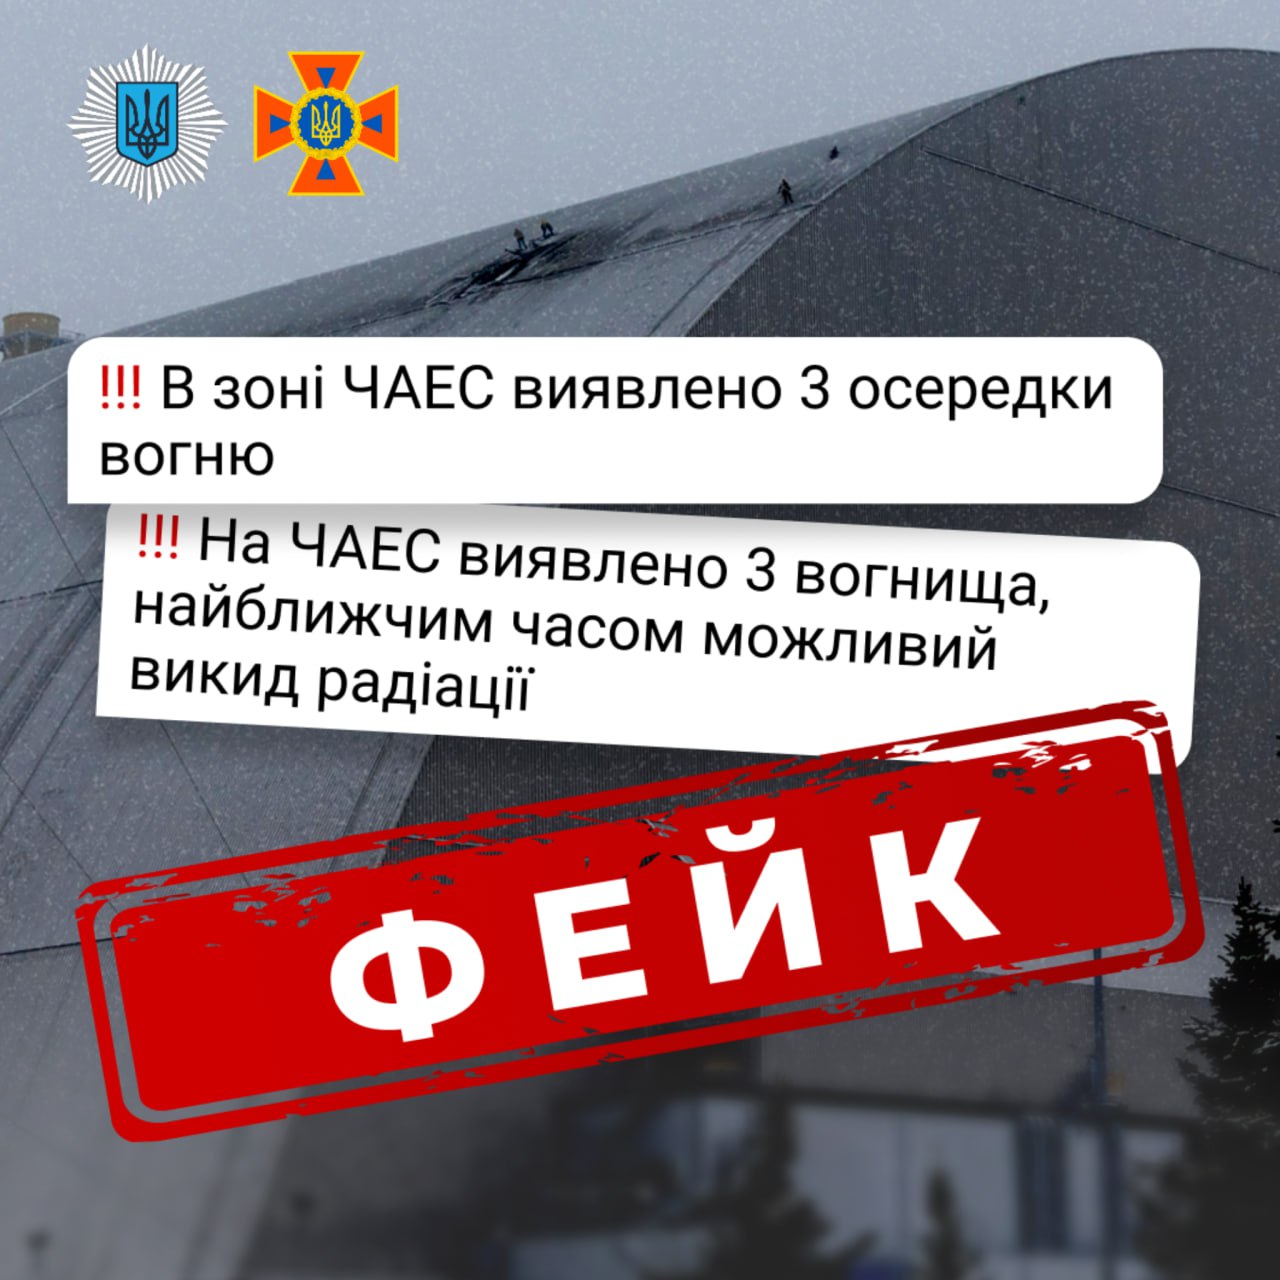 !!! В зоні ЧАЕС виявлено 3 осередки
вогню
!!! На ЧАЕС виявлено 3 вогнища,
найближчим часом можливий
викид радіації
ФЕЙК